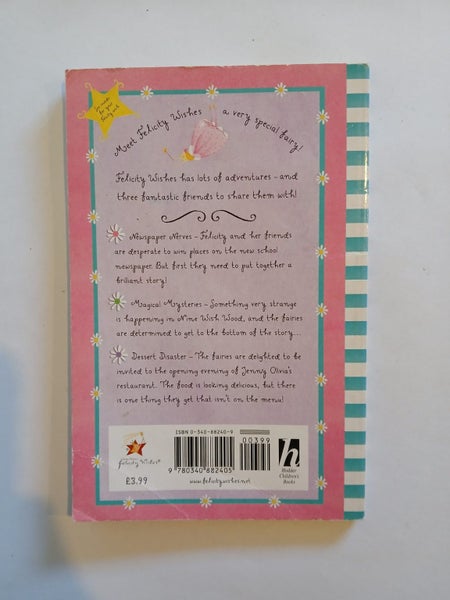 Meet Felicity Wishes a very special fairy!
Felicity Wishes has lots of adventures – and
three fantastic friends to share them with!
Newspaper Nerves – Felicity and her friends
are desperate to win places on the new school
newspaper. But first they need to put together a
brilliant story!
Magical Mysteries – Something very strange
is happening in Nine Wish Wood, and the fairies
are determined to get to the bottom of the story...
Dessert Disaster – The fairies are delighted to be
invited to the opening evening of Jenny Olivia's
restaurant. The food is looking delicious, but there
is one thing they get that isn't on the menu!
ISBN 0-340-88240-9
00399
9 780340 882405
felicity wishes®
£3.99
www.felicitywishes.net
h
Hodder
Children's
Books